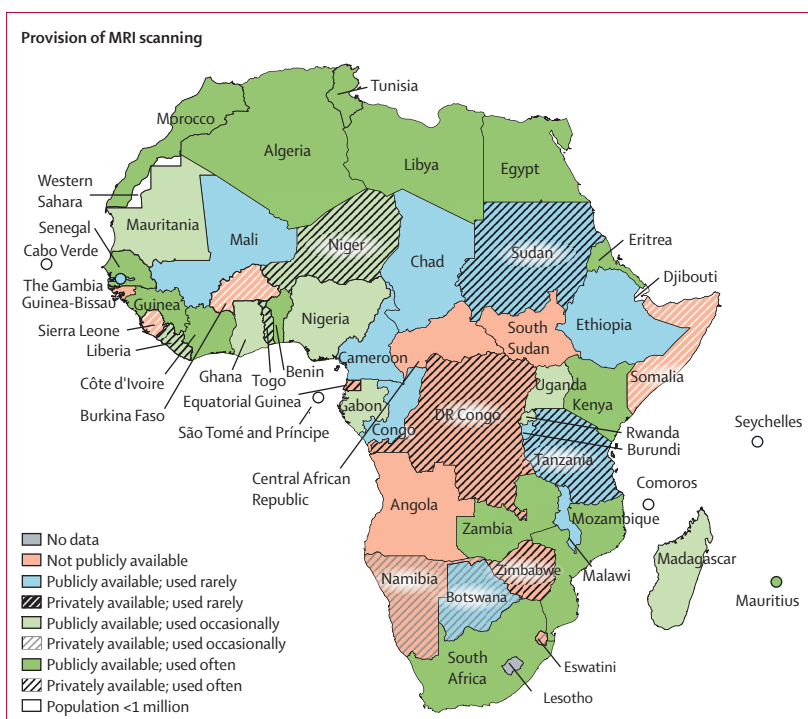 Provision of MRI scanning
Tunisia
Morocco
Algeria
Libya
Egypt
Western
Sahara
Mauritania
Senegal
Mali
Niger
Chad
Sudan
Eritrea
Cabo Verde
Djibouti
The Gambia
Guinea-Bissau
Guinea
Nigeria
South
Sudan
Ethiopia
Sierra Leone
Liberia
Cameroon
Somalia
Ghana
Togo
Benin
Côte d'Ivoire
Equatorial Guinea
Uganda
Kenya
Burkina Faso
Gabon
Congo
DR Congo
São Tomé and Príncipe
Rwanda
Burundi
Seychelles
Tanzania
Central African
Republic
Comoros
Angola
Zambia
Mozambique
Malawi
Madagascar
Mauritius
Namibia
Zimbabwe
Botswana
South
Africa
Eswatini
Lesotho
No data
Not publicly available
Publicly available; used rarely
Privately available; used rarely
Publicly available; used occasionally
Privately available; used occasionally
Publicly available; used often
Privately available; used often
Population <1 million